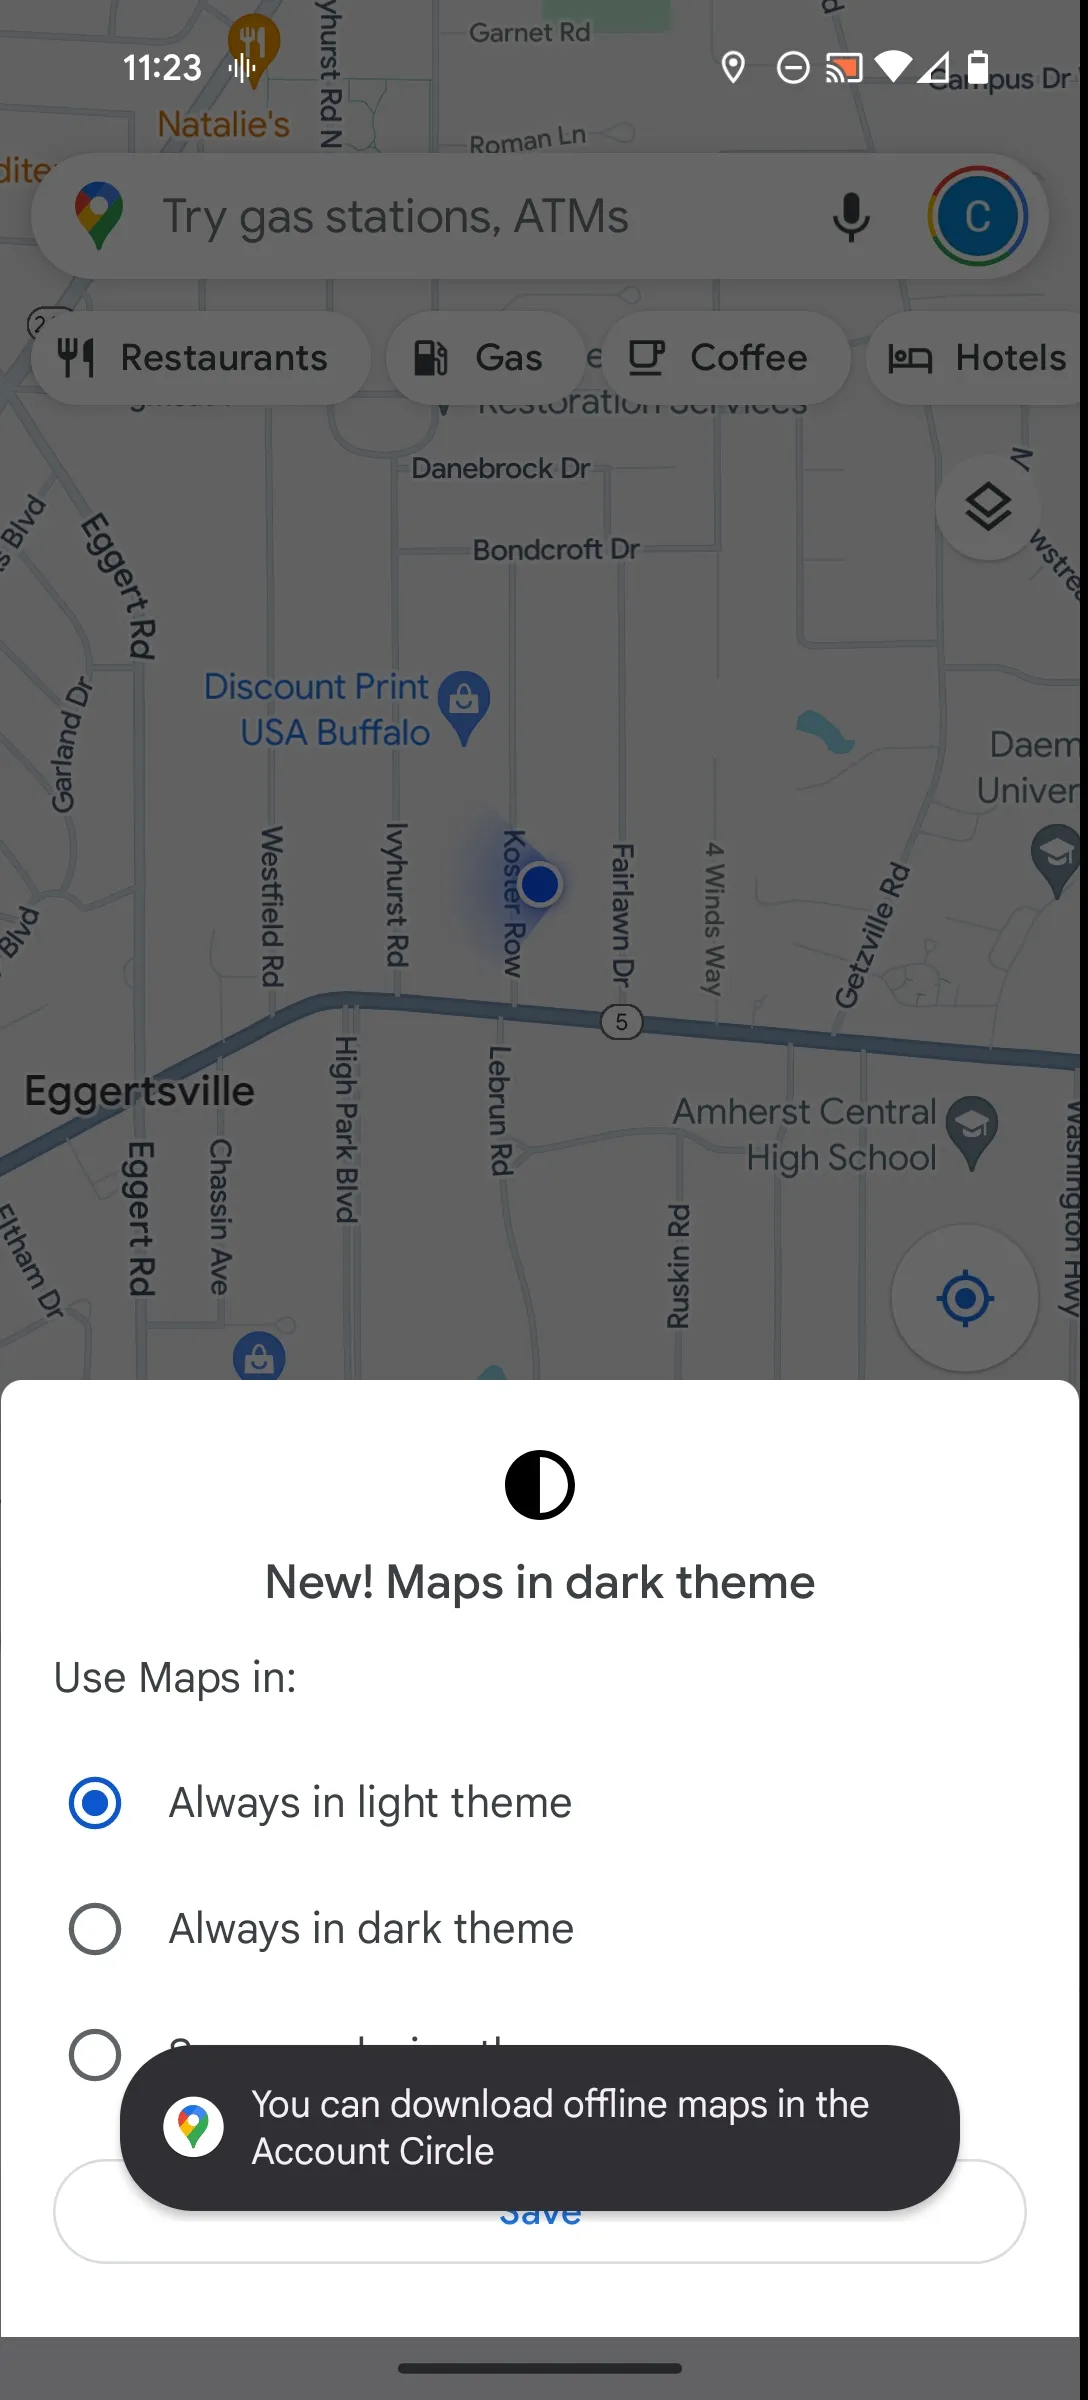 Garnet Rd
11:23
yhurst Rd N
Campus Dr
Natalie's
Roman Ln
Try gas stations, ATMs
C
Restaurants
Gas
Coffee
Hotels
Restoration Services
Danebrock Dr
N
s Blvd
Eggert Rd
Bondcroft Dr
wstre
Discount Print
USA Buffalo
Garland Dr
Daem
Univer
Westfield Rd
Ivyhurst Rd
Koster Row
Fairlawn Dr
4 Winds Way
Getzville Rd
Blvd
5
Eggertsville
High Park Blvd
Lebrun Rd
Amherst Central
High School
Washington Hwy
Eggert Rd
Chassin Ave
Eltham Dr
Ruskin Rd
New! Maps in dark theme
Use Maps in:
Always in light theme
Always in dark theme
You can download offline maps in the
Account Circle
Save